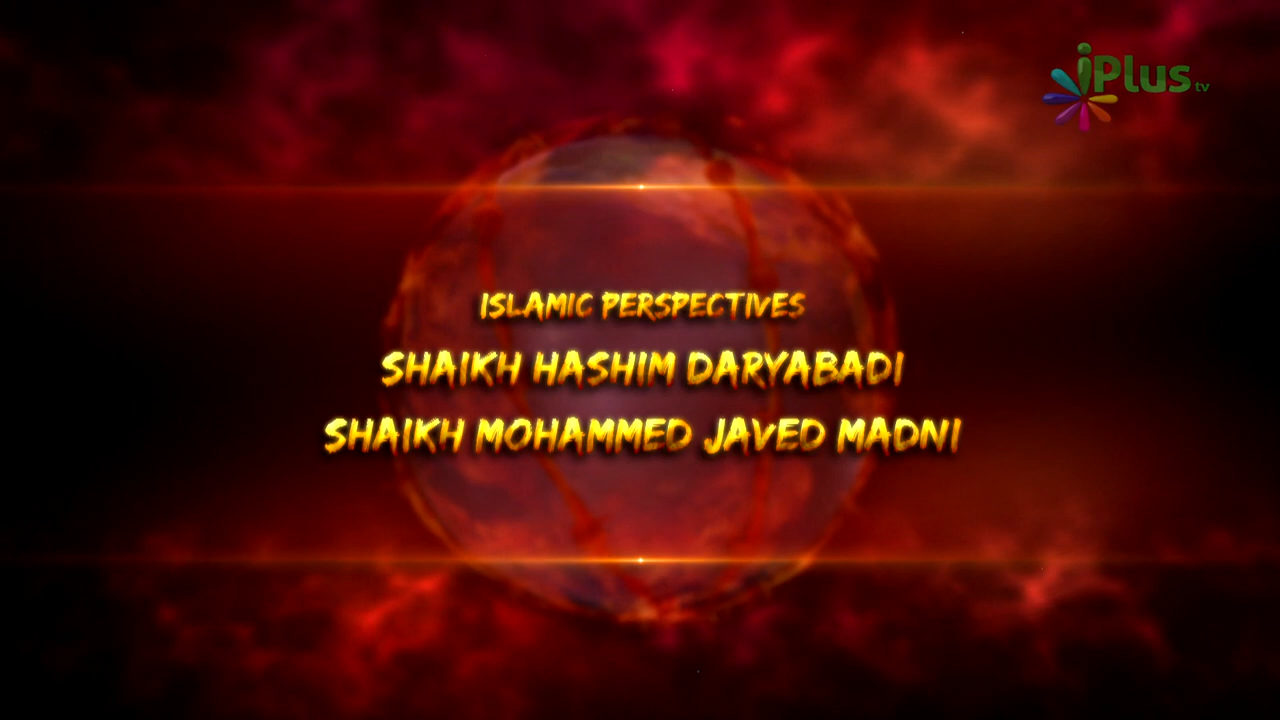 iPlus tv
ISLAMIC PERSPECTIVES
SHAIKH HASHIM DARYABADI
SHAIKH MOHAMMED JAVED MADNI